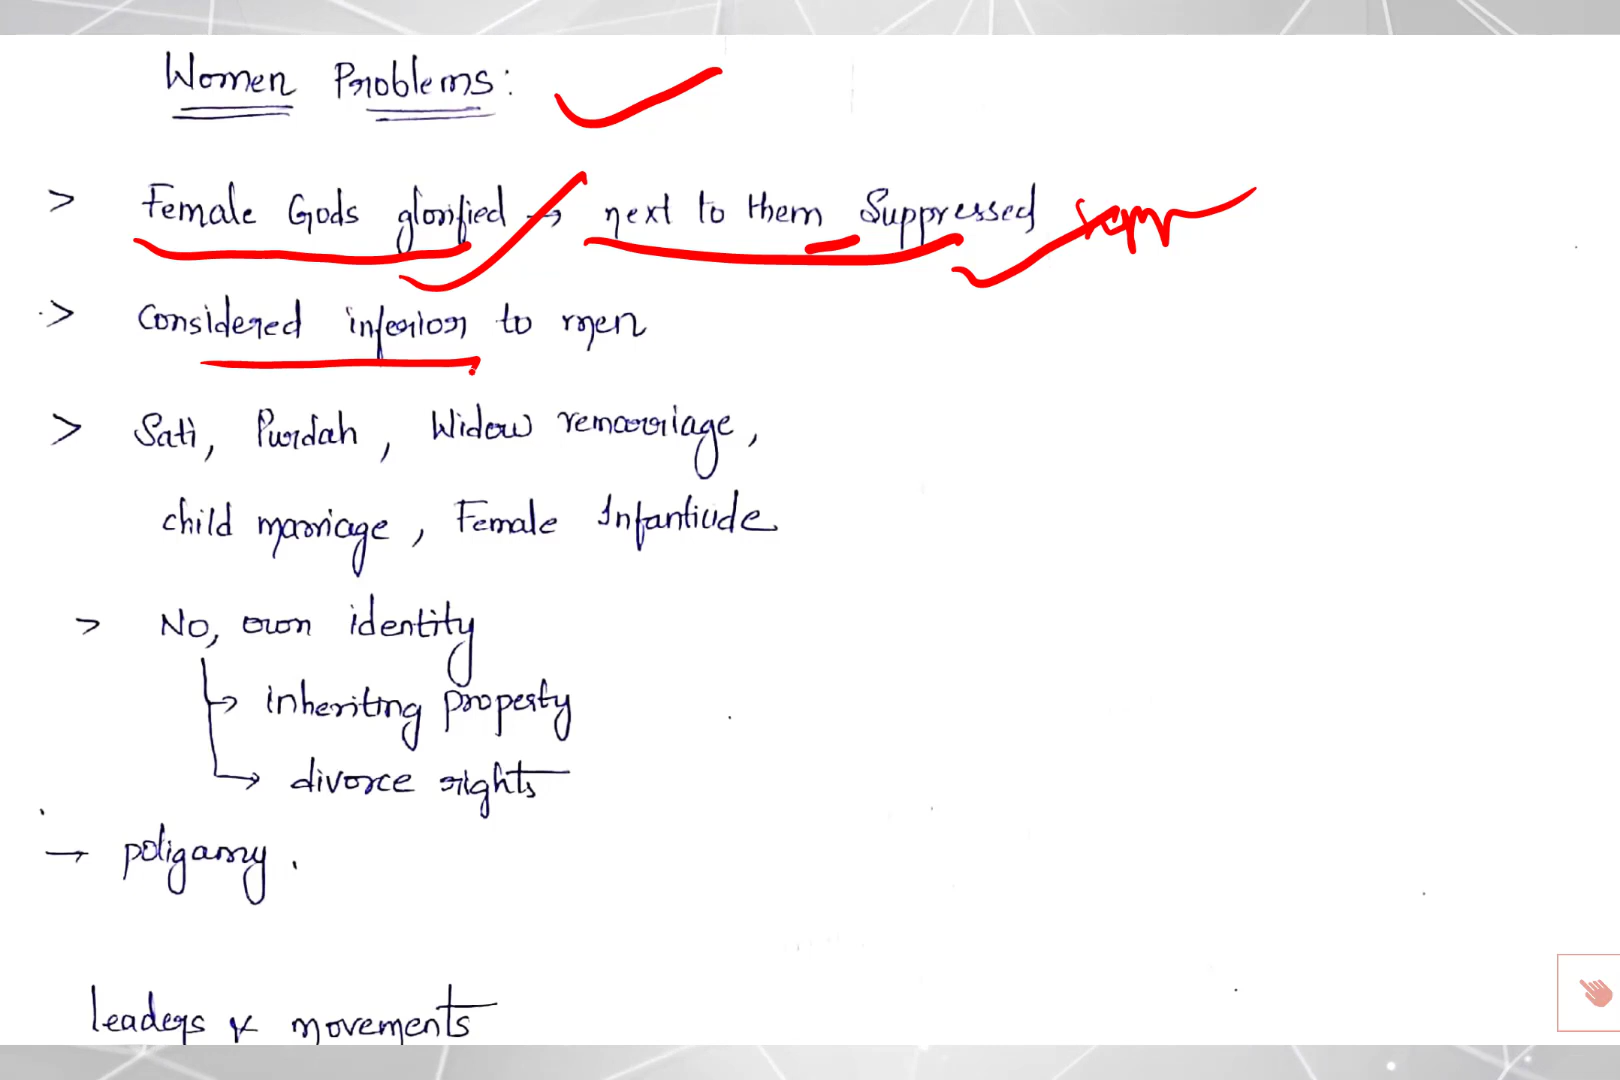 Women Problems:
> Female Gods glorified → next to them Suppressed
> Considered inferior to men
> Sati, Purdah, Widow remarriage,
child marriage, Female Infanticide
> No, own identity
→ inheriting property
→ divorce rights
→ poligamy.
leaders & movements